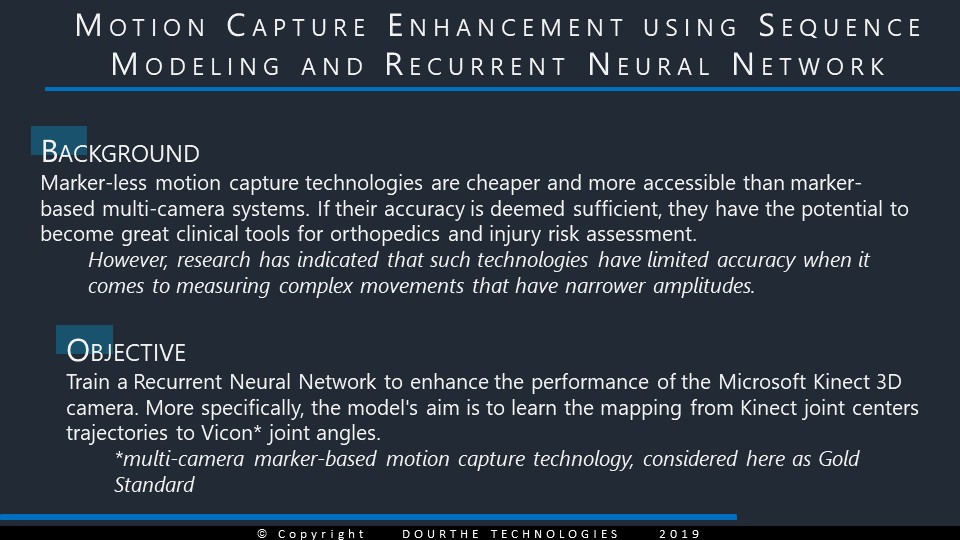 MOTION CAPTURE ENHANCEMENT USING SEQUENCE
MODELING AND RECURRENT NEURAL NETWORK
BACKGROUND
Marker-less motion capture technologies are cheaper and more accessible than marker-
based multi-camera systems. If their accuracy is deemed sufficient, they have the potential to
become great clinical tools for orthopedics and injury risk assessment.
However, research has indicated that such technologies have limited accuracy when it
comes to measuring complex movements that have narrower amplitudes.
OBJECTIVE
Train a Recurrent Neural Network to enhance the performance of the Microsoft Kinect 3D
camera. More specifically, the model's aim is to learn the mapping from Kinect joint centers
trajectories to Vicon* joint angles.
*multi-camera marker-based motion capture technology, considered here as Gold
Standard
© Copyright DOURTHE TECHNOLOGIES 2019